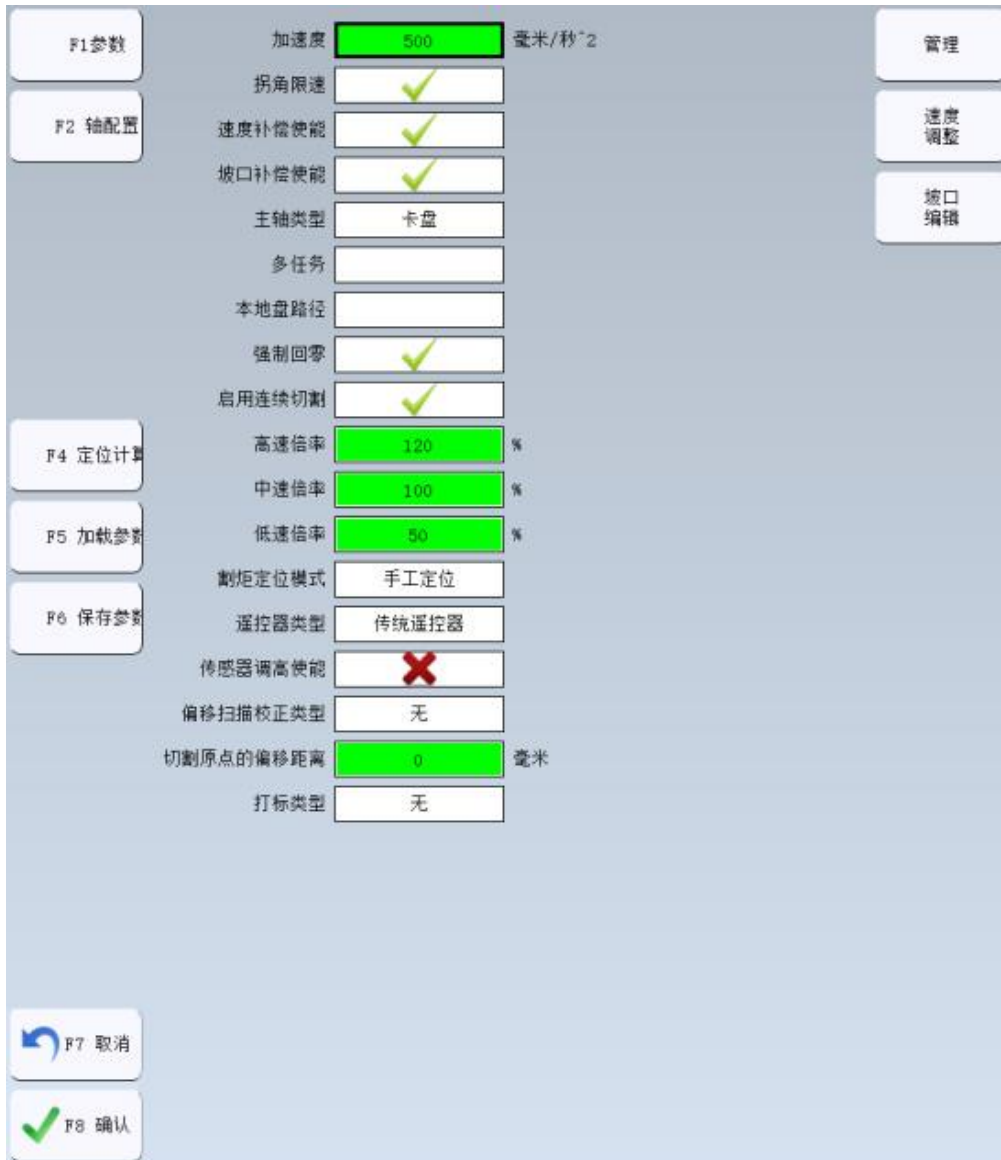 F1参数
F2 轴配置
加速度 500 毫米/秒^2
拐角限速
速度补偿使能
坡口补偿使能
主轴类型 卡盘
多任务
本地盘路径
强制回零
启用连续切割
高速倍率 120 %
中速倍率 100 %
低速倍率 50 %
割炬定位模式 手工定位
遥控器类型 传统遥控器
传感器调高使能
偏移扫描校正类型 无
切割原点的偏移距离 0 毫米
打标类型 无
F4 定位计算
F5 加载参数
F6 保存参数
F7 取消
F8 确认
管理
速度
调整
坡口
编辑